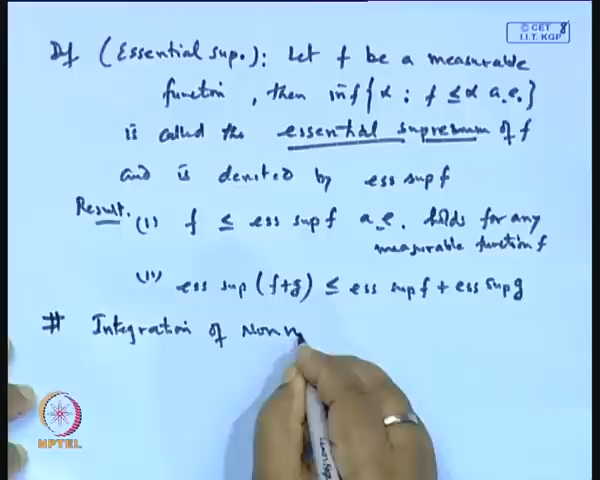 © CET
I.I.T. KGP
8
Df (Essential sup.): Let f be a measurable
function, then inf{α : f ≤ α a.e.}
is called the essential supremum of f
and is denoted by ess sup f
Result. (i) f ≤ ess sup f a.e. holds for any
measurable function f
(ii) ess sup (f+g) ≤ ess sup f + ess sup g
# Integration of Non n
NPTEL